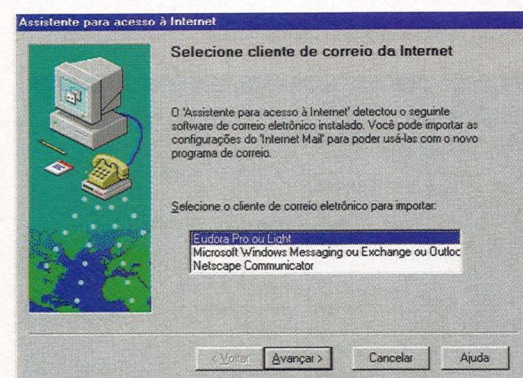 Assistente para acesso à Internet
Selecione cliente de correio da Internet
O 'Assistente para acesso à Internet' detectou o seguinte
software de correio eletrônico instalado. Você pode importar as
configurações do 'Internet Mail' para poder usá-las com o novo
programa de correio.
Selecione o cliente de correio eletrônico para importar:
Eudora Pro ou Light
Microsoft Windows Messaging ou Exchange ou Outloc
Netscape Communicator
< Voltar
Avançar >
Cancelar
Ajuda